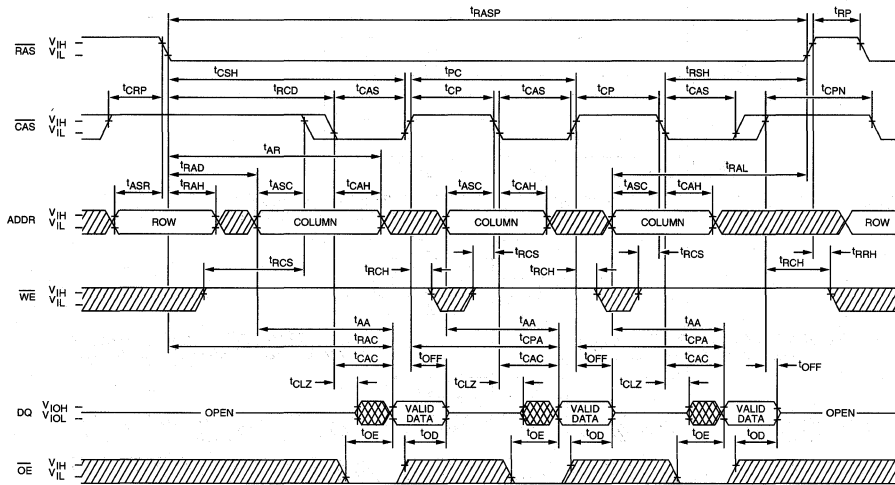 tRASP tRP
RAS VIH
VIL
tCSH tPC tRSH
tCRP tRCD tCAS tCP tCAS tCP tCAS tCPN
CAS VIH
VIL
tAR
tRAD tRAL
tASR tRAH tASC tCAH tASC tCAH tASC tCAH
ADDR VIH
VIL
ROW COLUMN COLUMN COLUMN ROW
tRCS tRCS tRCS
tRCH tRCH tRCH tRRH
WE VIH
VIL
tAA tAA tAA
tRAC tCPA tCPA
tCAC tOFF tCAC tOFF tCAC tOFF
tCLZ tCLZ tCLZ
DQ VIOH
VIOL
OPEN VALID DATA VALID DATA VALID DATA OPEN
tOE tOD tOE tOD tOE tOD
OE VIH
VIL